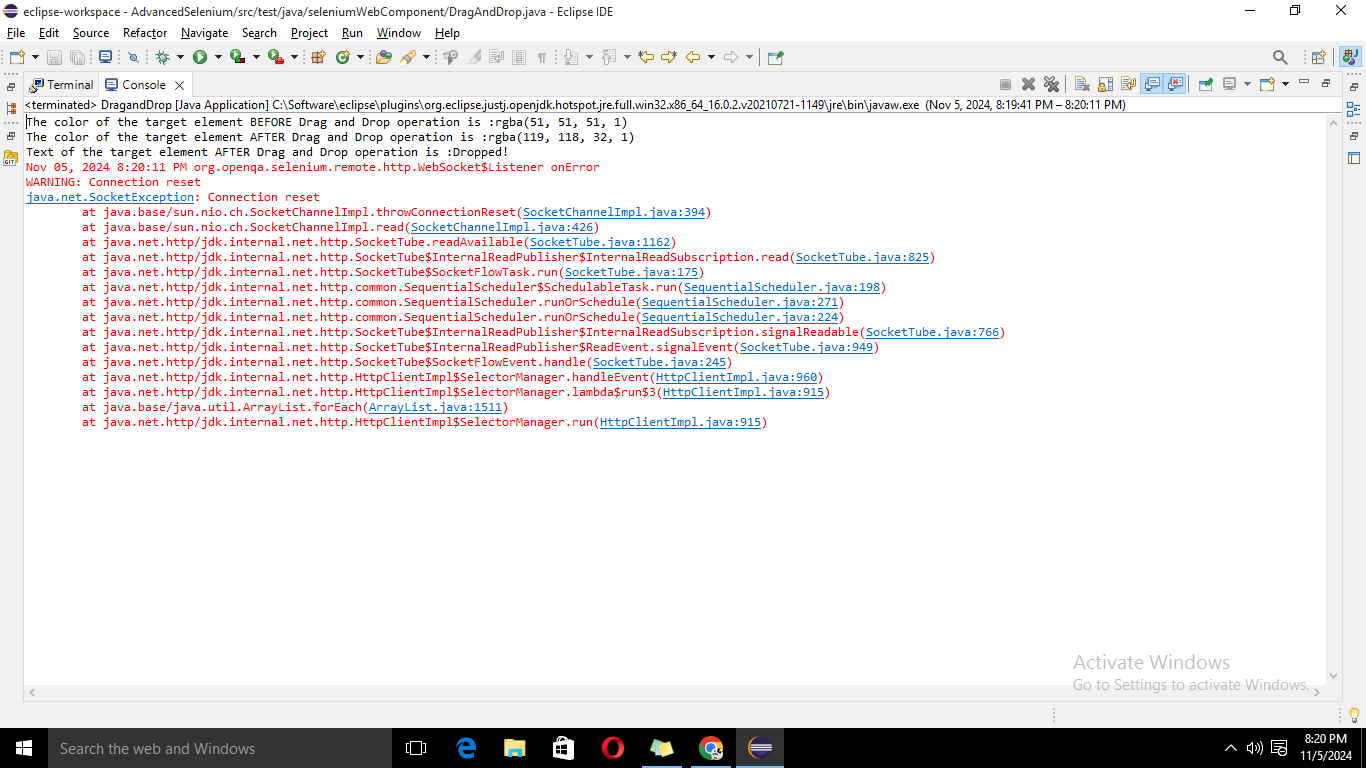 eclipse-workspace - AdvancedSelenium/src/test/java/seleniumWebComponent/DragAndDrop.java - Eclipse IDE
File Edit Source Refactor Navigate Search Project Run Window Help
Terminal Console
<terminated> DragandDrop [Java Application] C:\Software\eclipse\plugins\org.eclipse.justj.openjdk.hotspot.jre.full.win32.x86_64_16.0.2.v20210721-1149\jre\bin\javaw.exe (Nov 5, 2024, 8:19:41 PM – 8:20:11 PM)
The color of the target element BEFORE Drag and Drop operation is :rgba(51, 51, 51, 1)
The color of the target element AFTER Drag and Drop operation is :rgba(119, 118, 32, 1)
Text of the target element AFTER Drag and Drop operation is :Dropped!
Nov 05, 2024 8:20:11 PM org.openqa.selenium.remote.http.WebSocket$Listener onError
WARNING: Connection reset
java.net.SocketException: Connection reset
at java.base/sun.nio.ch.SocketChannelImpl.throwConnectionReset(SocketChannelImpl.java:394)
at java.base/sun.nio.ch.SocketChannelImpl.read(SocketChannelImpl.java:426)
at java.net.http/jdk.internal.net.http.SocketTube.readAvailable(SocketTube.java:1162)
at java.net.http/jdk.internal.net.http.SocketTube$InternalReadPublisher$InternalReadSubscription.read(SocketTube.java:825)
at java.net.http/jdk.internal.net.http.SocketTube$SocketFlowTask.run(SocketTube.java:175)
at java.net.http/jdk.internal.net.http.common.SequentialScheduler$SchedulableTask.run(SequentialScheduler.java:198)
at java.net.http/jdk.internal.net.http.common.SequentialScheduler.runOrSchedule(SequentialScheduler.java:271)
at java.net.http/jdk.internal.net.http.common.SequentialScheduler.runOrSchedule(SequentialScheduler.java:224)
at java.net.http/jdk.internal.net.http.SocketTube$InternalReadPublisher$InternalReadSubscription.signalReadable(SocketTube.java:766)
at java.net.http/jdk.internal.net.http.SocketTube$InternalReadPublisher$ReadEvent.signalEvent(SocketTube.java:949)
at java.net.http/jdk.internal.net.http.SocketTube$SocketFlowEvent.handle(SocketTube.java:245)
at java.net.http/jdk.internal.net.http.HttpClientImpl$SelectorManager.handleEvent(HttpClientImpl.java:960)
at java.net.http/jdk.internal.net.http.HttpClientImpl$SelectorManager.lambda$run$3(HttpClientImpl.java:915)
at java.base/java.util.ArrayList.forEach(ArrayList.java:1511)
at java.net.http/jdk.internal.net.http.HttpClientImpl$SelectorManager.run(HttpClientImpl.java:915)
GIT
Activate Windows
Go to Settings to activate Windows.
Search the web and Windows
8:20 PM
11/5/2024